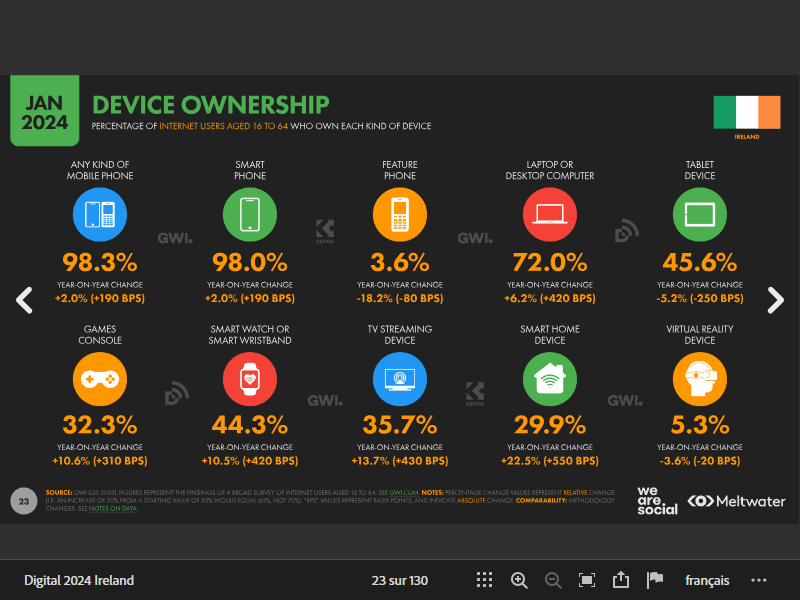 JAN
2024
DEVICE OWNERSHIP
PERCENTAGE OF INTERNET USERS AGED 16 TO 64 WHO OWN EACH KIND OF DEVICE
IRELAND
ANY KIND OF
MOBILE PHONE
98.3%
YEAR-ON-YEAR CHANGE
+2.0% (+190 BPS)
SMART
PHONE
98.0%
YEAR-ON-YEAR CHANGE
+2.0% (+190 BPS)
FEATURE
PHONE
3.6%
YEAR-ON-YEAR CHANGE
-18.2% (-80 BPS)
LAPTOP OR
DESKTOP COMPUTER
72.0%
YEAR-ON-YEAR CHANGE
+6.2% (+420 BPS)
TABLET
DEVICE
45.6%
YEAR-ON-YEAR CHANGE
-5.2% (-250 BPS)
GWI.
KEPIOS
GWI.
GAMES
CONSOLE
32.3%
YEAR-ON-YEAR CHANGE
+10.6% (+310 BPS)
SMART WATCH OR
SMART WRISTBAND
44.3%
YEAR-ON-YEAR CHANGE
+10.5% (+420 BPS)
TV STREAMING
DEVICE
35.7%
YEAR-ON-YEAR CHANGE
+13.7% (+430 BPS)
SMART HOME
DEVICE
29.9%
YEAR-ON-YEAR CHANGE
+22.5% (+550 BPS)
VIRTUAL REALITY
DEVICE
5.3%
YEAR-ON-YEAR CHANGE
-3.6% (-20 BPS)
GWI.
KEPIOS
GWI.
23
SOURCE: GWI (Q3 2023). FIGURES REPRESENT THE FINDINGS OF A BROAD SURVEY OF INTERNET USERS AGED 16 TO 64. SEE GWI.COM. NOTES: PERCENTAGE CHANGE VALUES REPRESENT RELATIVE CHANGE
(I.E. AN INCREASE OF 20% FROM A STARTING VALUE OF 50% WOULD EQUAL 60%, NOT 70%). "BPS" VALUES REPRESENT BASIS POINTS, AND INDICATE ABSOLUTE CHANGE. COMPARABILITY: METHODOLOGY
CHANGES. SEE NOTES ON DATA.
we
are.
social
Meltwater
Digital 2024 Ireland
23 sur 130
français